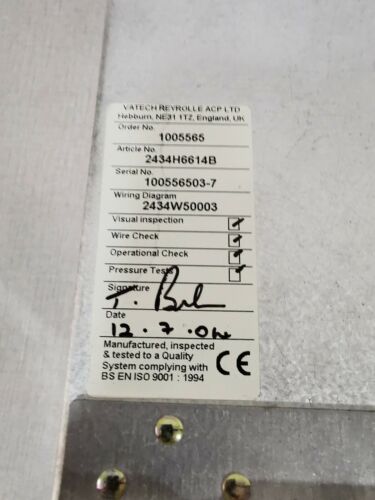 VATECH REYROLLE ACP LTD
Hebburn, NE31 1TZ, England, UK
Order No.
1005565
Article No.
2434H6614B
Serial No.
100556503-7
Wiring Diagram
2434W50003
Visual inspection
Wire Check
Operational Check
Pressure Tests
Signature
Date
12.7.04
Manufactured, inspected
& tested to a Quality
System complying with
BS EN ISO 9001 : 1994
CE